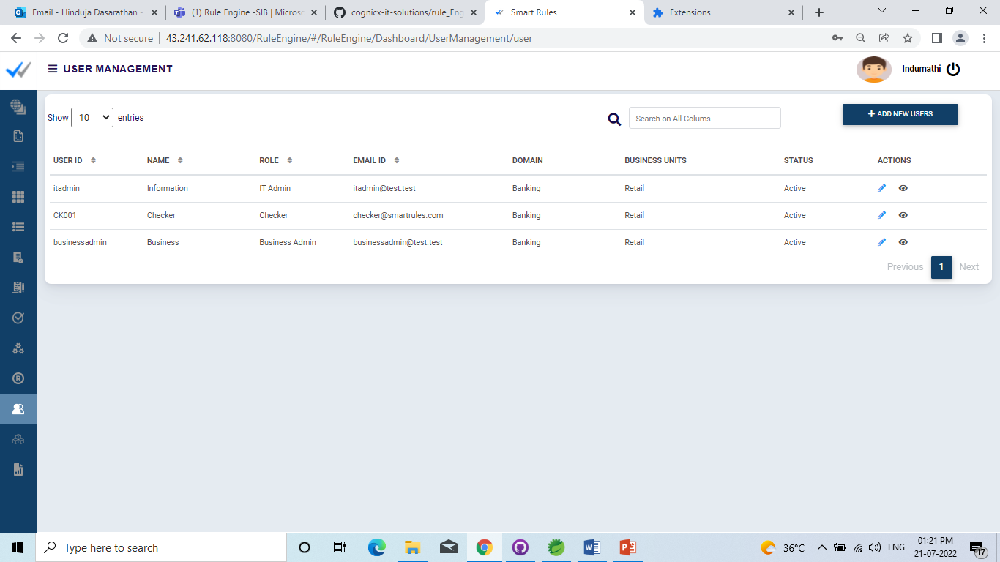 Email - Hinduja Dasarathan -
(1) Rule Engine -SIB | Microsc
cognicx-it-solutions/rule_Eng
Smart Rules
Extensions
Not secure
43.241.62.118:8080/RuleEngine/#/RuleEngine/Dashboard/UserManagement/user
USER MANAGEMENT
Indumathi
Show 10 entries
Search on All Colums
ADD NEW USERS
USER ID NAME ROLE EMAIL ID DOMAIN BUSINESS UNITS STATUS ACTIONS
itadmin Information IT Admin itadmin@test.test Banking Retail Active
CK001 Checker Checker checker@smartrules.com Banking Retail Active
businessadmin Business Business Admin businessadmin@test.test Banking Retail Active
Previous 1 Next
Type here to search
36°C
ENG
01:21 PM
21-07-2022
17